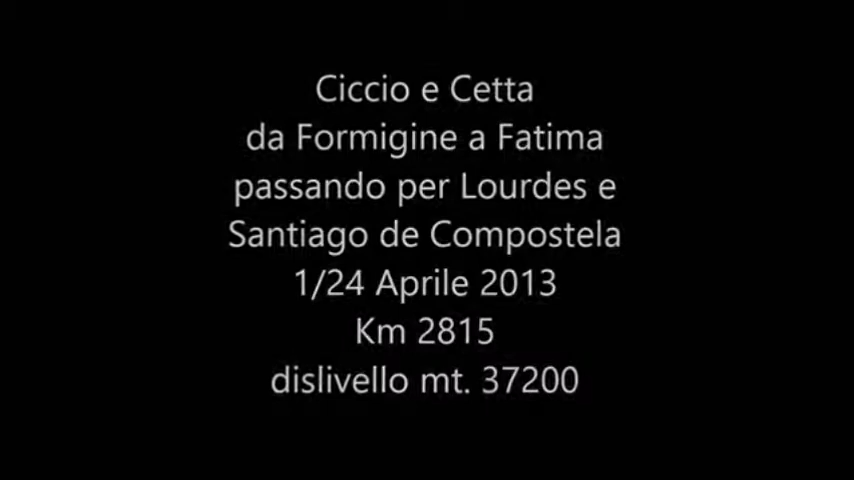 Ciccio e Cetta
da Formigine a Fatima
passando per Lourdes e
Santiago de Compostela
1/24 Aprile 2013
Km 2815
dislivello mt. 37200